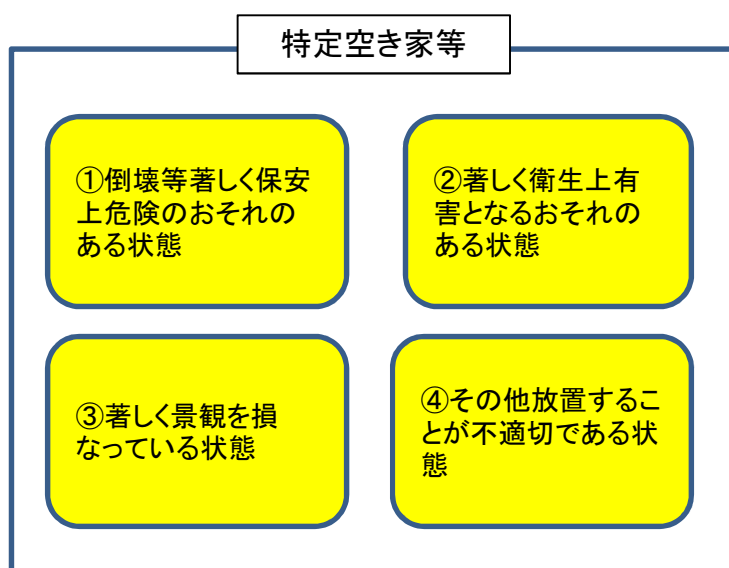 特定空き家等
①倒壊等著しく保安
上危険のおそれの
ある状態
②著しく衛生上有
害となるおそれの
ある状態
③著しく景観を損
なっている状態
④その他放置するこ
とが不適切である状
態